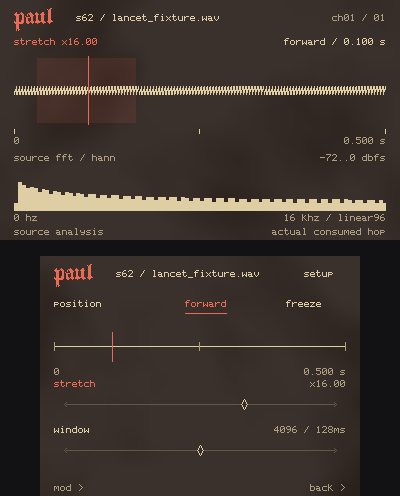 paul s62 / lancet_fixture.wav ch01 / 01
stretch x16.00 forward / 0.100 s
0 0.500 s
source fft / hann -72..0 dbfs
0 hz 16 Khz / linear96
source analysis actual consumed hop
paul s62 / lancet_fixture.wav setup
position forward freeze
0 0.500 s
stretch x16.00
window 4096 / 128ms
mod > back >